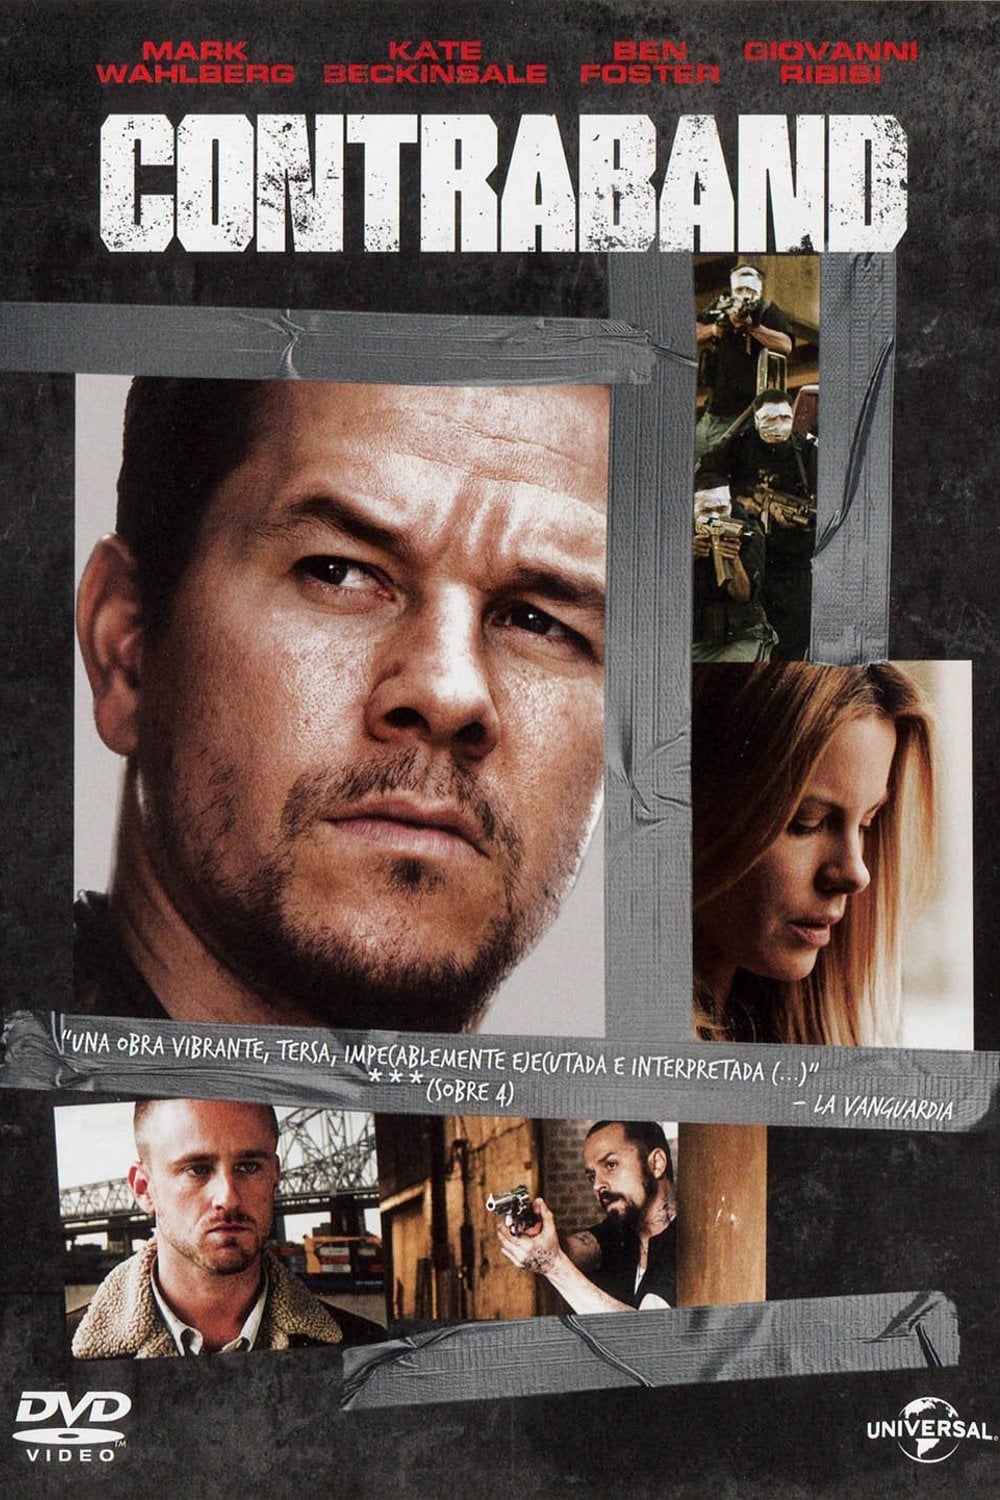 MARK WAHLBERG
KATE BECKINSALE
BEN FOSTER
GIOVANNI RIBISI
CONTRABAND
"UNA OBRA VIBRANTE, TERSA, IMPECABLEMENTE EJECUTADA E INTERPRETADA (...)"
***(SOBRE 4)
- LA VANGUARDIA
DVD
VIDEO™
UNIVERSAL®